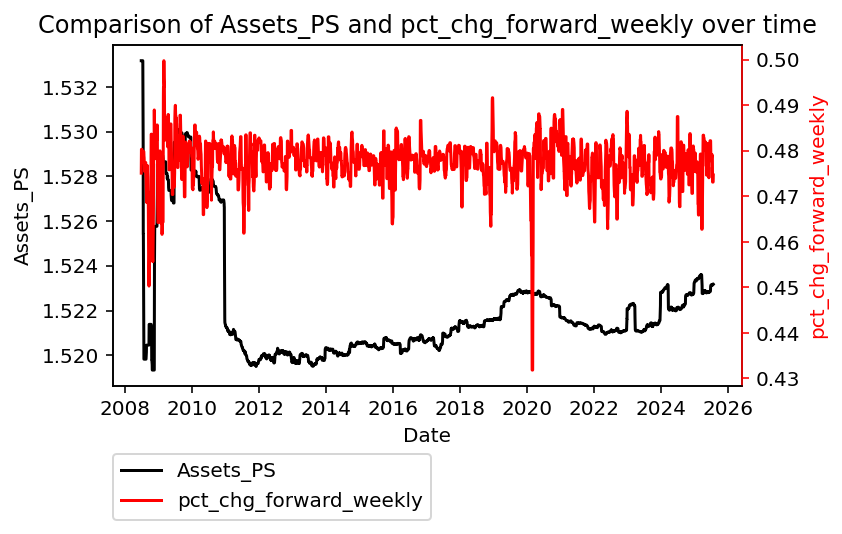 Comparison of Assets_PS and pct_chg_forward_weekly over time
1.532
1.530
1.528
1.526
1.524
1.522
1.520
Assets_PS
0.50
0.49
0.48
0.47
0.46
0.45
0.44
0.43
pct_chg_forward_weekly
2008 2010 2012 2014 2016 2018 2020 2022 2024 2026
Date
Assets_PS
pct_chg_forward_weekly